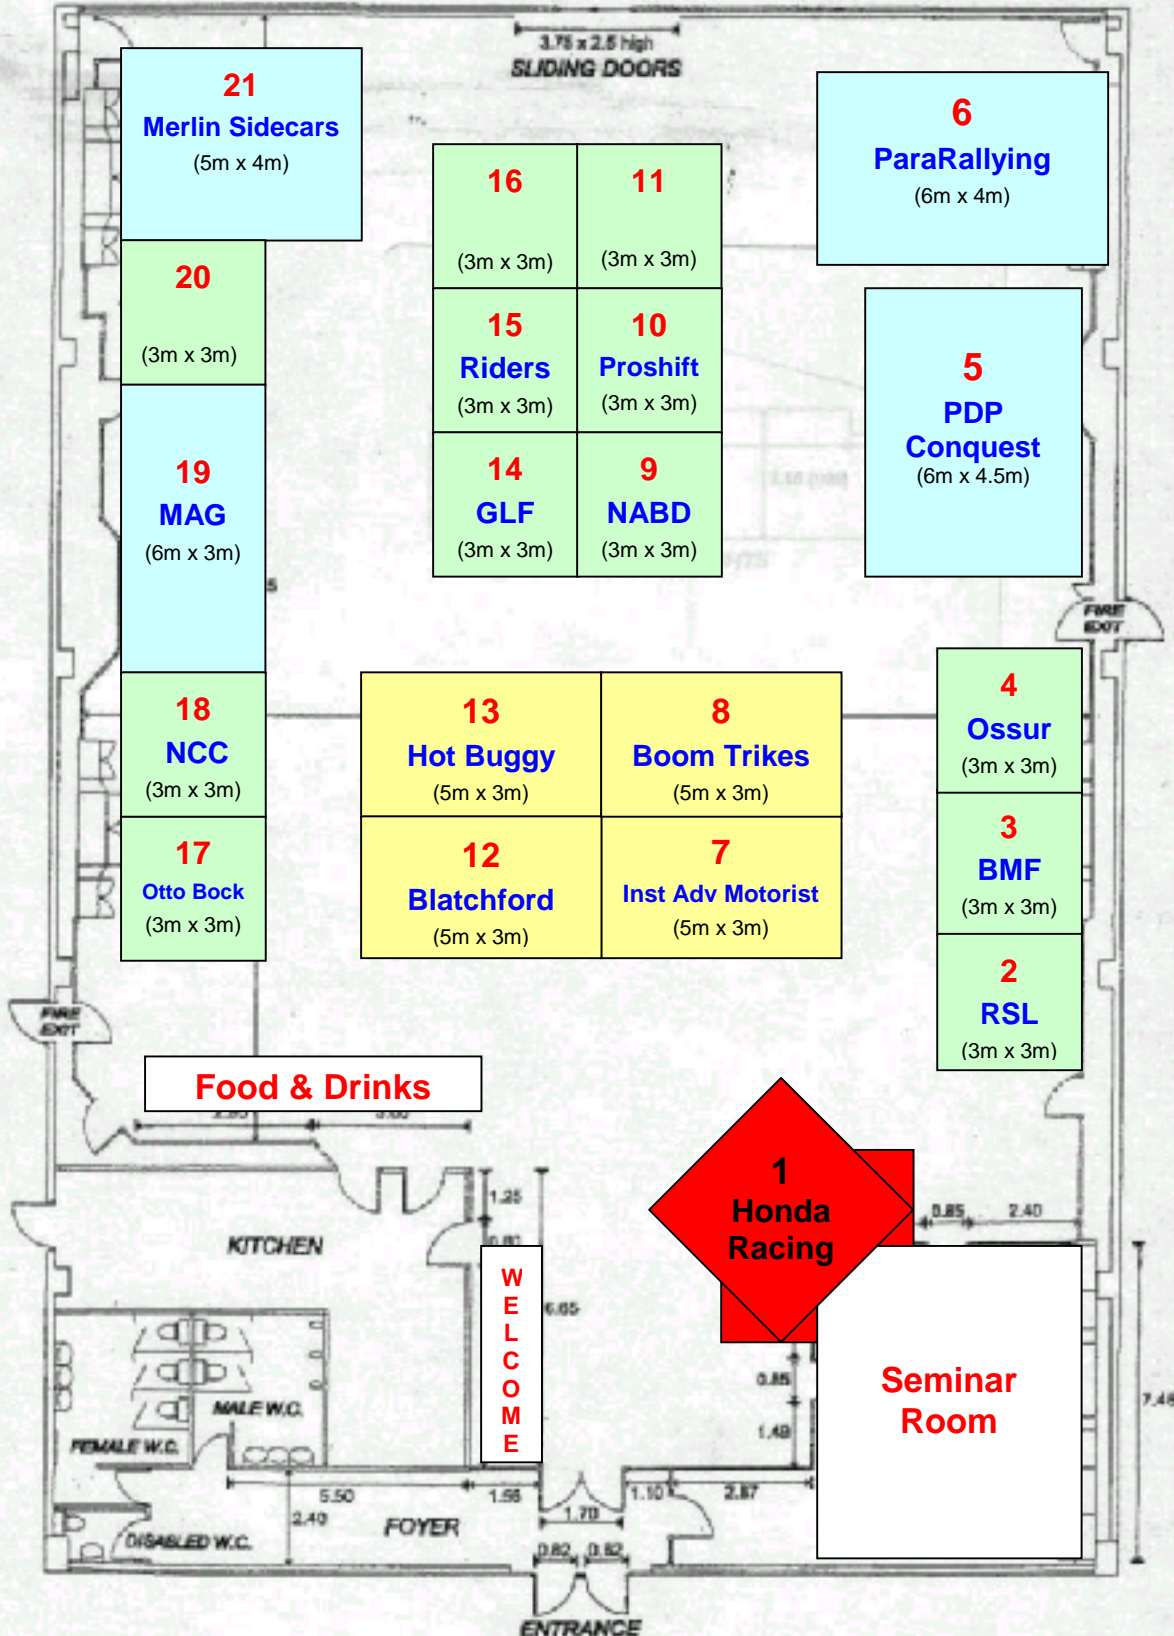 3.75 x 2.5 high
SLIDING DOORS
21
Merlin Sidecars
(5m x 4m)
6
ParaRallying
(6m x 4m)
16
(3m x 3m)
11
(3m x 3m)
20
(3m x 3m)
15
Riders
(3m x 3m)
10
Proshift
(3m x 3m)
5
PDP
Conquest
(6m x 4.5m)
19
MAG
(6m x 3m)
14
GLF
(3m x 3m)
9
NABD
(3m x 3m)
5
FIRE
EXIT
18
NCC
(3m x 3m)
13
Hot Buggy
(5m x 3m)
8
Boom Trikes
(5m x 3m)
4
Ossur
(3m x 3m)
17
Otto Bock
(3m x 3m)
12
Blatchford
(5m x 3m)
7
Inst Adv Motorist
(5m x 3m)
3
BMF
(3m x 3m)
2
RSL
(3m x 3m)
FIRE
EXIT
Food & Drinks
1
Honda
Racing
1.25
0.85
2.40
KITCHEN
0.80
WELCOME
6.65
0.85
1.49
Seminar
Room
7.45
MALE W.C.
FEMALE W.C.
5.50
1.55
1.10
2.87
2.40
FOYER
1.70
DISABLED W.C.
0.82
0.82
ENTRANCE